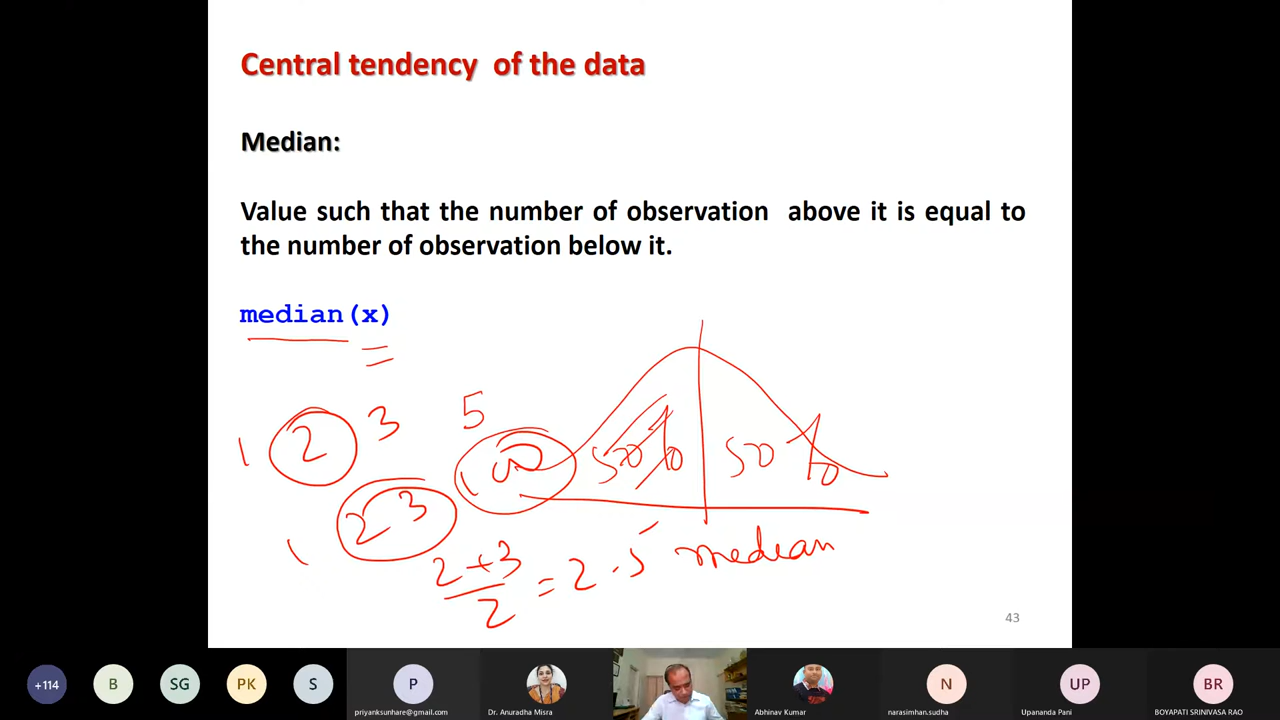 Central tendency of the data
Median:
Value such that the number of observation above it is equal to
the number of observation below it.
median(x)
1 2 3 5
100
50% 50%
1 2 3
2+3
2
= 2.5 median
43
+114 B SG PK S P N UP BR
priyanksunhare@gmail.com Dr. Anuradha Misra Abhinav Kumar narasimhan.sudha Upananda Pani BOYAPATI SRINIVASA RAO